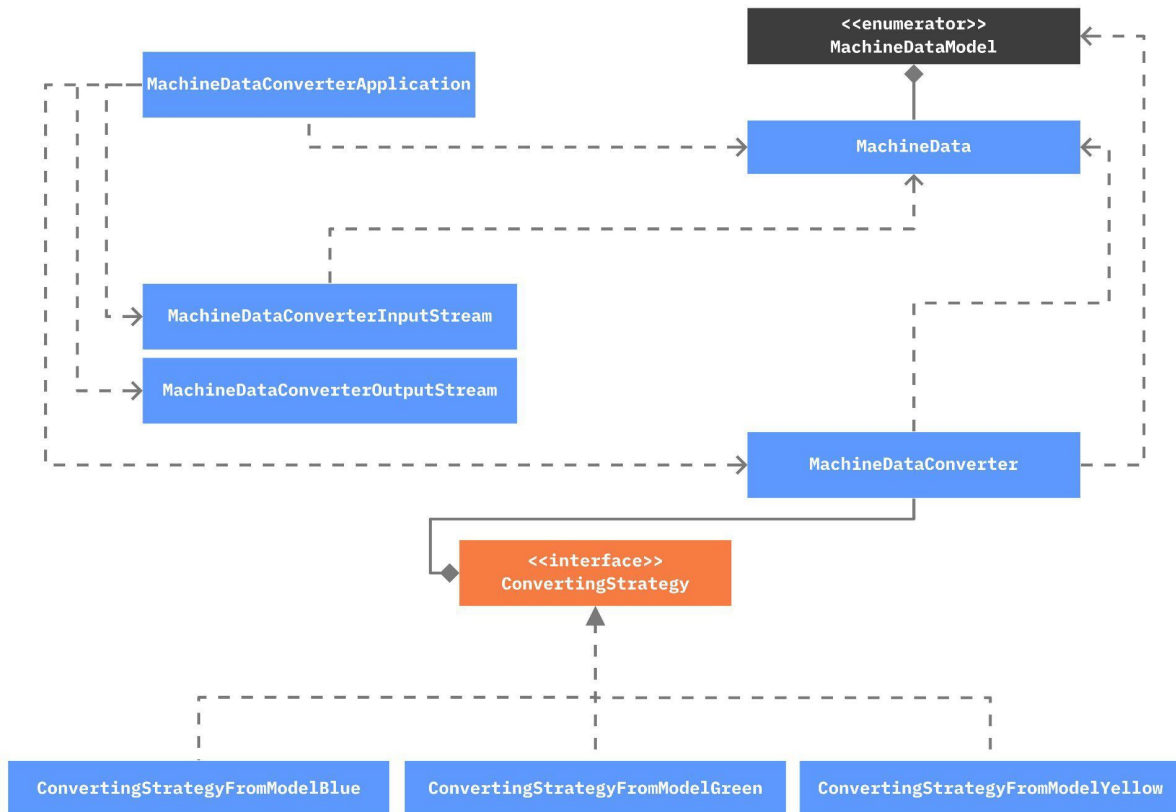 <<enumerator>>
MachineDataModel
MachineDataConverterApplication
MachineData
MachineDataConverterInputStream
MachineDataConverterOutputStream
MachineDataConverter
<<interface>>
ConvertingStrategy
ConvertingStrategyFromModelBlue
ConvertingStrategyFromModelGreen
ConvertingStrategyFromModelYellow